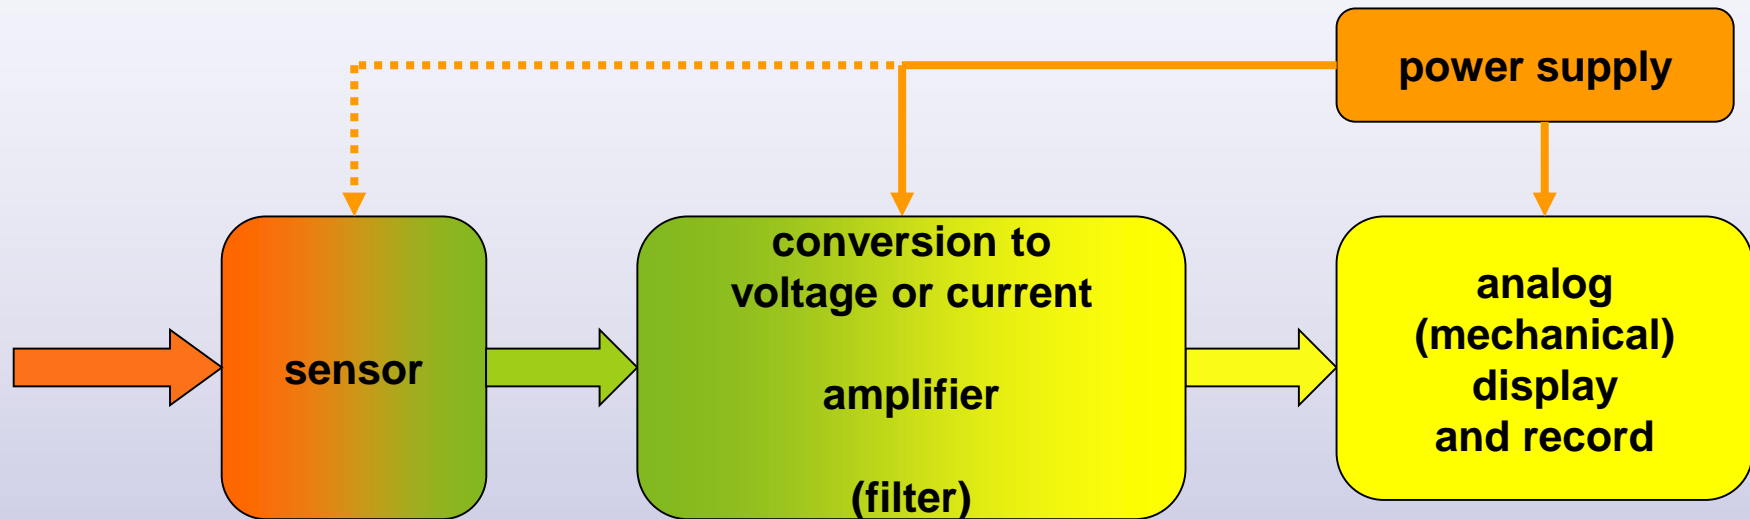 power supply
sensor
conversion to
voltage or current
amplifier
(filter)
analog
(mechanical)
display
and record